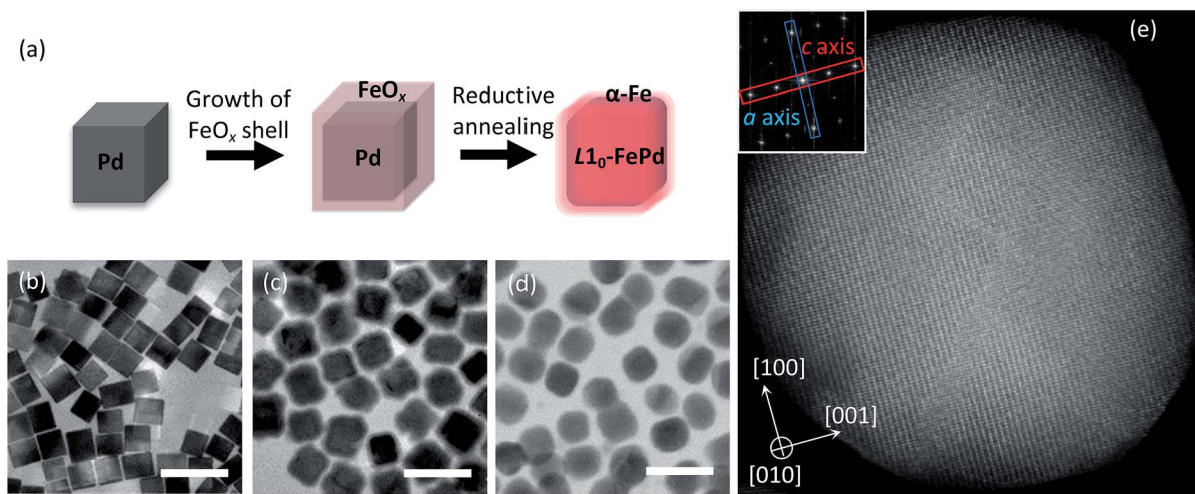 (a)
Pd
Growth of
FeOₓ shell
FeOₓ
Pd
Reductive
annealing
α-Fe
L1₀-FePd
(b)
(c)
(d)
(e)
c axis
a axis
[100]
[001]
[010]